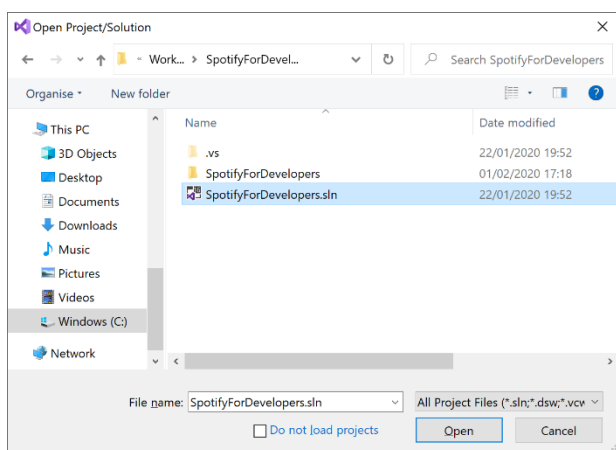 Open Project/Solution
Work... > SpotifyForDevel...
Search SpotifyForDevelopers
Organise
New folder
This PC
3D Objects
Desktop
Documents
Downloads
Music
Pictures
Videos
Windows (C:)
Network
Name Date modified
.vs 22/01/2020 19:52
SpotifyForDevelopers 01/02/2020 17:18
SpotifyForDevelopers.sln 22/01/2020 19:52
File name: SpotifyForDevelopers.sln
All Project Files (*.sln;*.dsw;*.vcw
Do not load projects
Open
Cancel